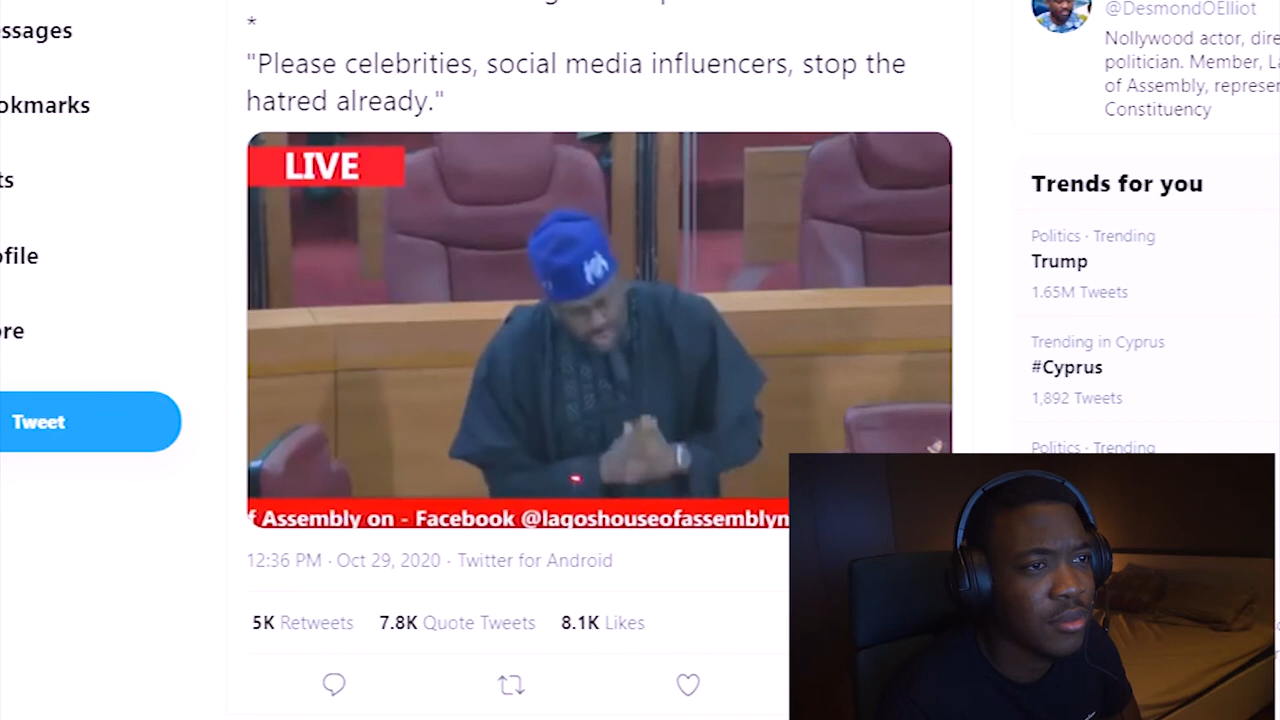 *
"Please celebrities, social media influencers, stop the
hatred already."
LIVE
Assembly on - Facebook @lagoshouseofassemblyn
12:36 PM · Oct 29, 2020 · Twitter for Android
5K Retweets 7.8K Quote Tweets 8.1K Likes
ssages
okmarks
ts
ofile
ore
Tweet
@DesmondOElliot
Nollywood actor, dire
politician. Member, La
of Assembly, represen
Constituency
Trends for you
Politics · Trending
Trump
1.65M Tweets
Trending in Cyprus
#Cyprus
1,892 Tweets
Politics · Trending